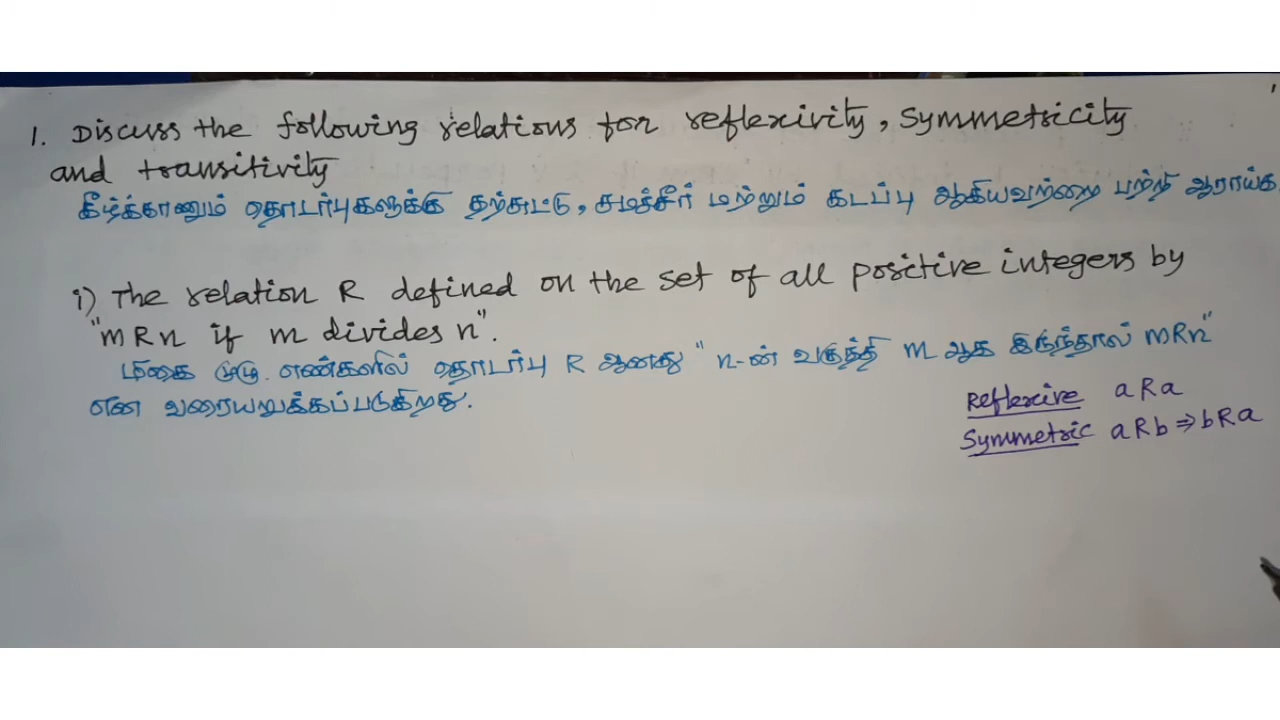 1. Discuss the following relations for reflexivity, symmetricity
and transitivity
கீழ்க்காணும் தொடர்புகளுக்கு தற்சுட்டு, சமச்சீர் மற்றும் கடப்பு ஆகியவற்றை பற்றி ஆராய்க
i) The relation R defined on the set of all positive integers by
"mRn if m divides n".
மிகை முழு எண்களில் தொடர்பு R ஆனது " n-ன் வகுத்தி m ஆக இருந்தால் mRn"
என வரையறுக்கப்படுகிறது.
Reflexive aRa
Symmetric aRb ⇒ bRa